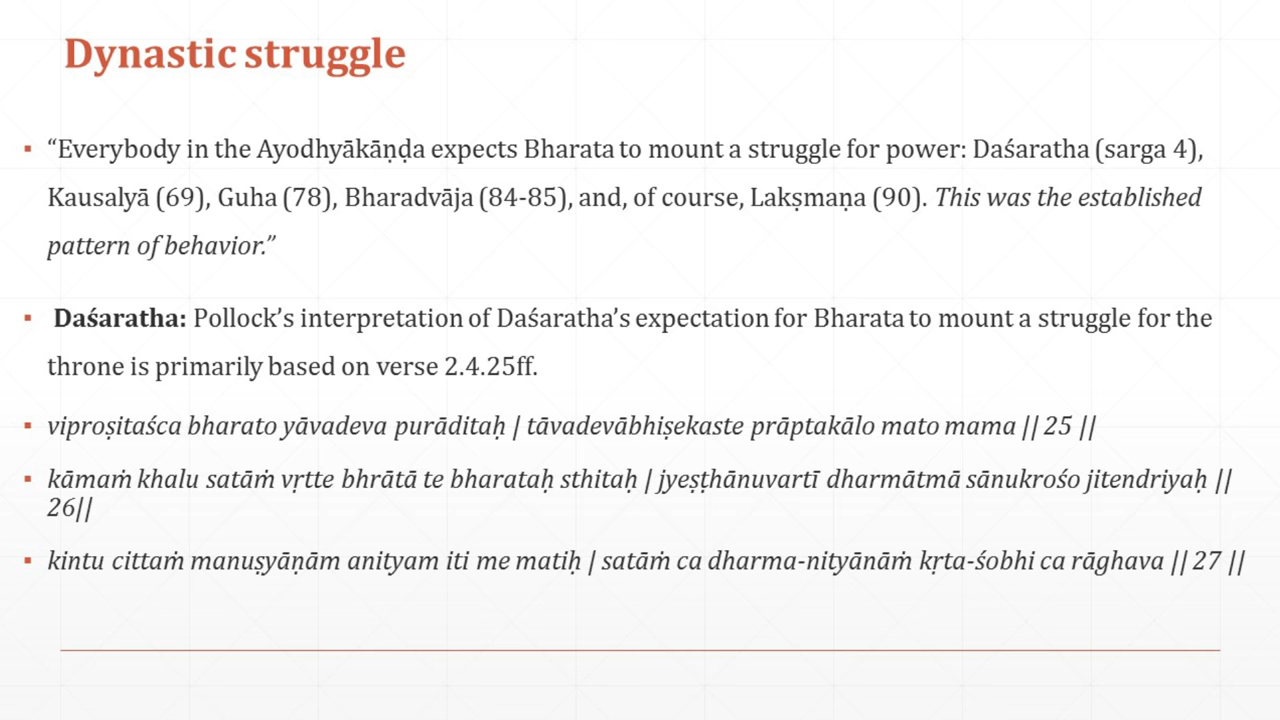 Dynastic struggle
▪ “Everybody in the Ayodhyākāṇḍa expects Bharata to mount a struggle for power: Daśaratha (sarga 4),
Kausalyā (69), Guha (78), Bharadvāja (84-85), and, of course, Lakṣmaṇa (90). This was the established
pattern of behavior.”
▪ Daśaratha: Pollock’s interpretation of Daśaratha’s expectation for Bharata to mount a struggle for the
throne is primarily based on verse 2.4.25ff.
▪ viproṣitaśca bharato yāvadeva purāditaḥ | tāvadevābhiṣekaste prāptakālo mato mama || 25 ||
▪ kāmaṁ khalu satāṁ vṛtte bhrātā te bharataḥ sthitaḥ | jyeṣṭhānuvartī dharmātmā sānukrośo jitendriyaḥ ||
26||
▪ kintu cittaṁ manuṣyāṇām anityam iti me matiḥ | satāṁ ca dharma-nityānāṁ kṛta-śobhi ca rāghava || 27 ||